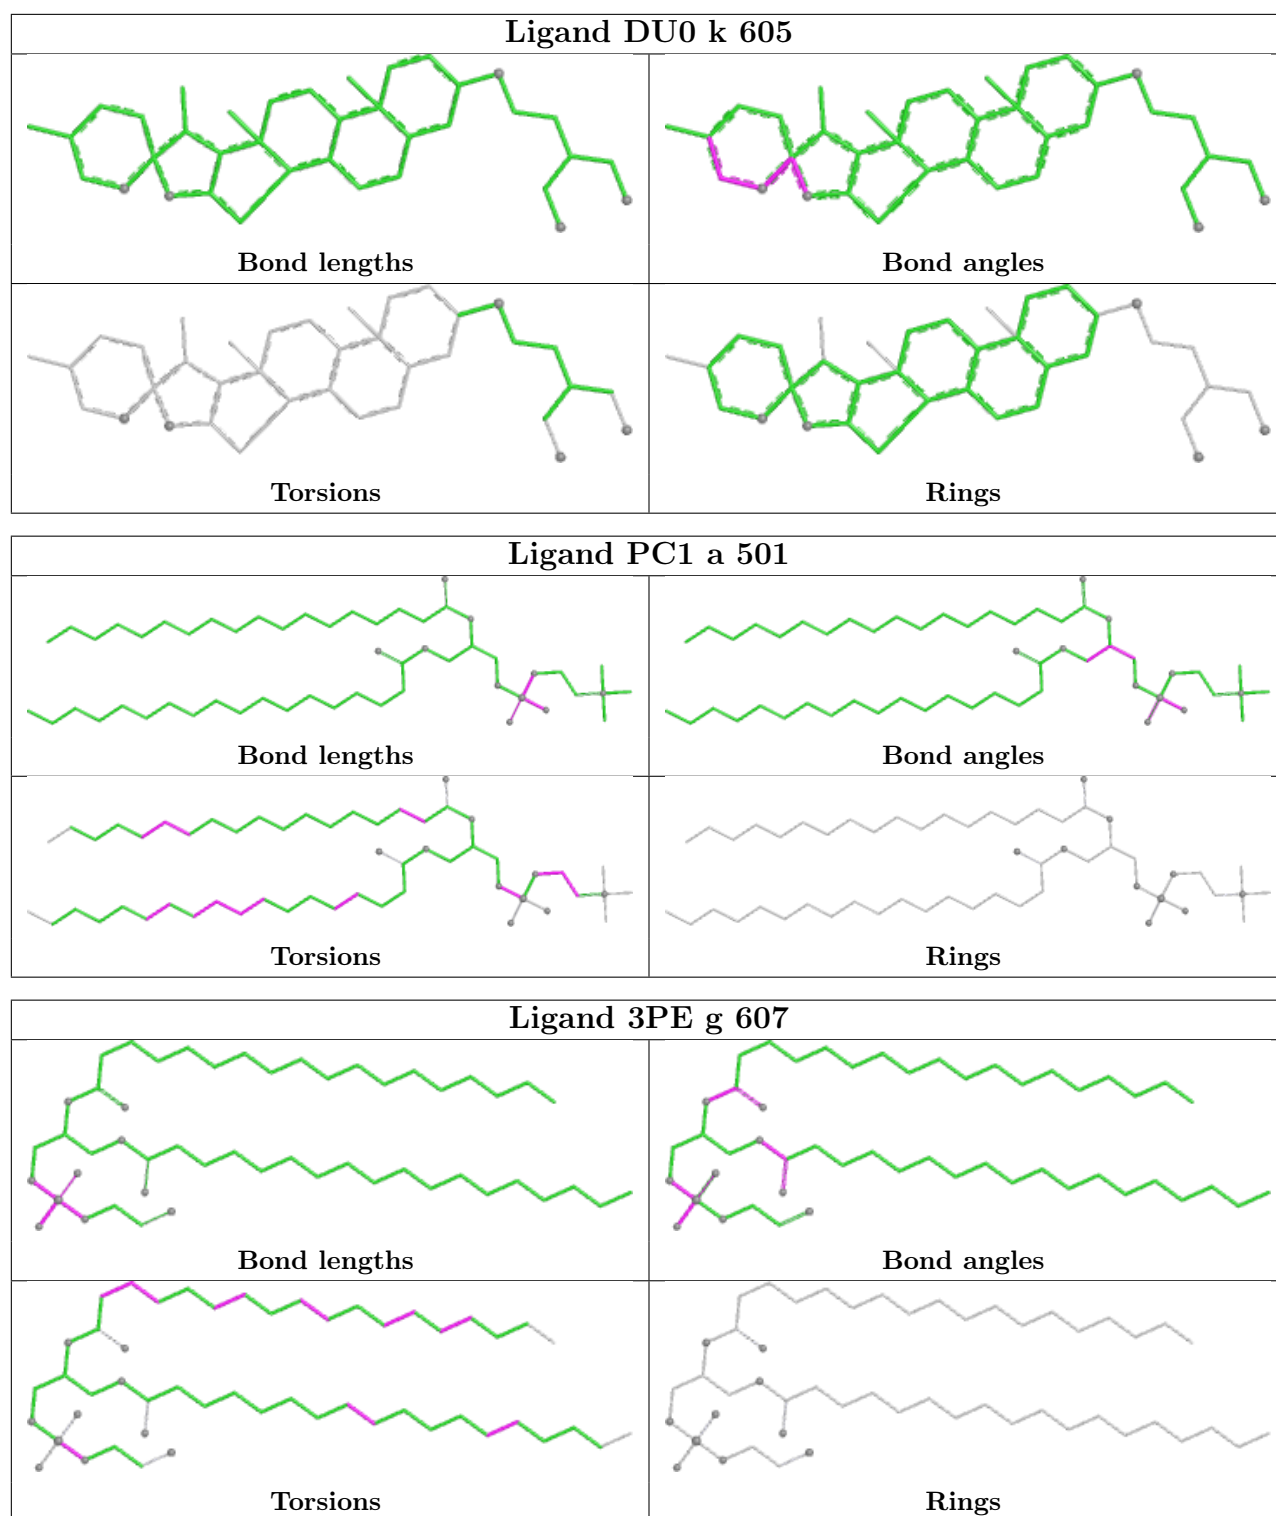 Ligand DU0 k 605
Bond lengths
Bond angles
Torsions
Rings
Ligand PC1 a 501
Bond lengths
Bond angles
Torsions
Rings
Ligand 3PE g 607
Bond lengths
Bond angles
Torsions
Rings